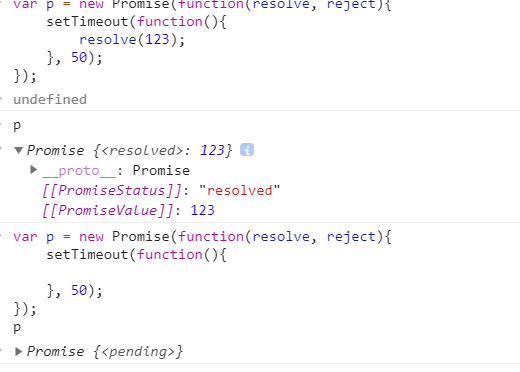 var p = new Promise(function(resolve, reject){
setTimeout(function(){
resolve(123);
}, 50);
});
undefined
p
▼Promise {<resolved>: 123} i
▶__proto__: Promise
[[PromiseStatus]]: "resolved"
[[PromiseValue]]: 123
var p = new Promise(function(resolve, reject){
setTimeout(function(){
}, 50);
});
p
▶Promise {<pending>}